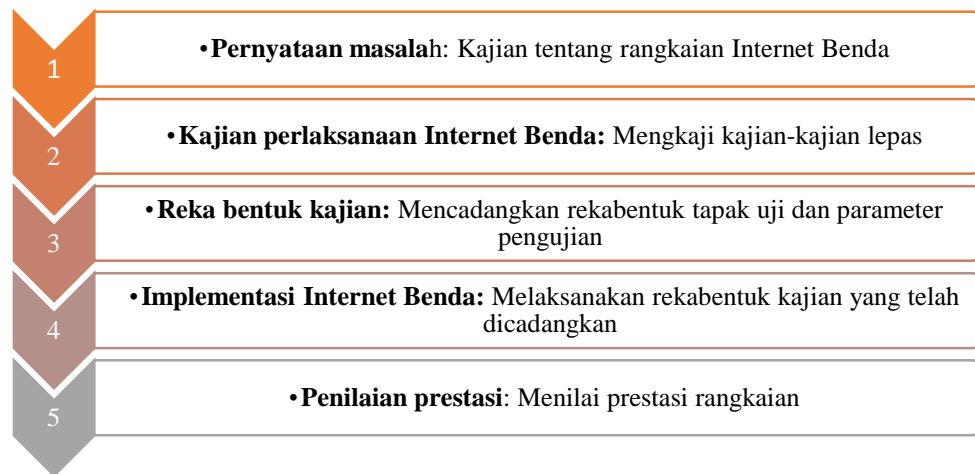 1
•Pernyataan masalah: Kajian tentang rangkaian Internet Benda
2
•Kajian perlaksanaan Internet Benda: Mengkaji kajian-kajian lepas
3
•Reka bentuk kajian: Mencadangkan rekabentuk tapak uji dan parameter
pengujian
4
•Implementasi Internet Benda: Melaksanakan rekabentuk kajian yang telah
dicadangkan
5
•Penilaian prestasi: Menilai prestasi rangkaian